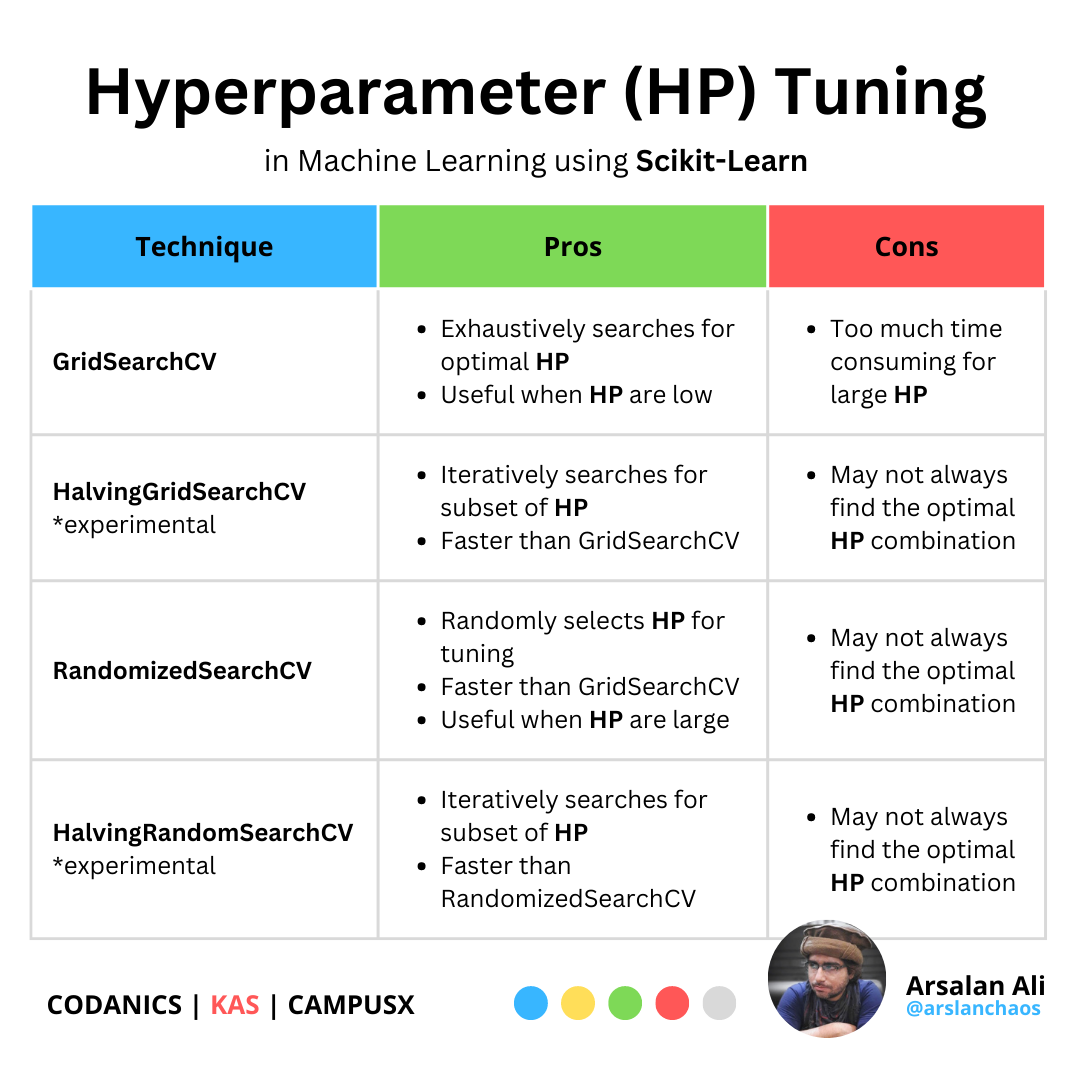 Hyperparameter (HP) Tuning
in Machine Learning using Scikit-Learn
Technique
Pros
Cons
GridSearchCV
• Exhaustively searches for
optimal HP
• Useful when HP are low
• Too much time
consuming for
large HP
HalvingGridSearchCV
*experimental
• Iteratively searches for
subset of HP
• Faster than GridSearchCV
• May not always
find the optimal
HP combination
RandomizedSearchCV
• Randomly selects HP for
tuning
• Faster than GridSearchCV
• Useful when HP are large
• May not always
find the optimal
HP combination
HalvingRandomSearchCV
*experimental
• Iteratively searches for
subset of HP
• Faster than
RandomizedSearchCV
• May not always
find the optimal
HP combination
CODANICS | KAS | CAMPUSX
Arsalan Ali
@arslanchaos